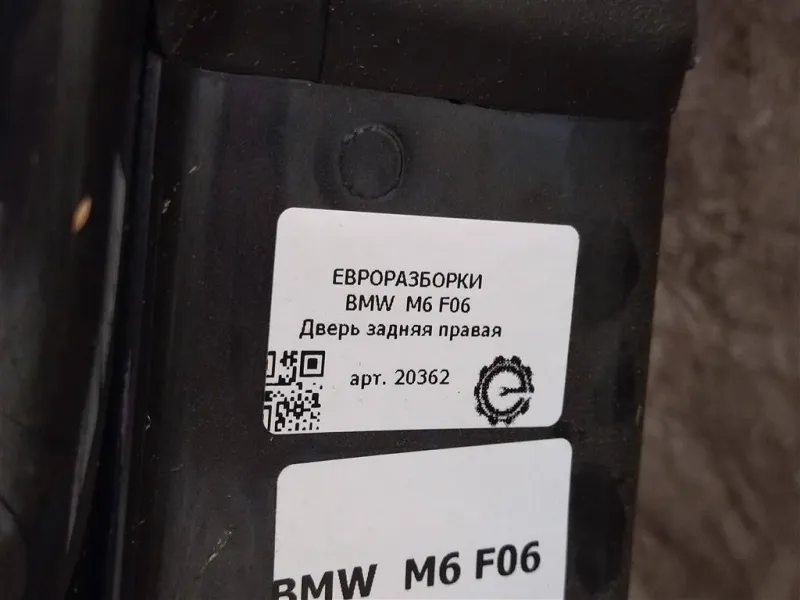 ЕВРОРАЗБОРКИ
BMW M6 F06
Дверь задняя правая
арт. 20362
BMW M6 F06